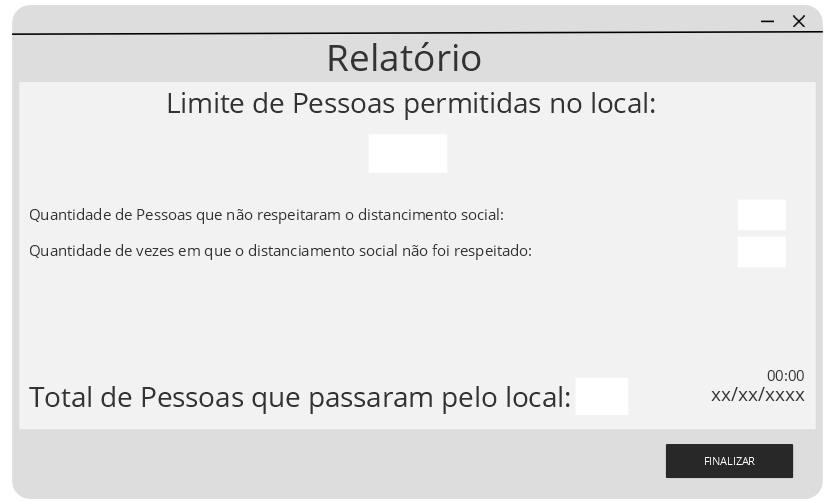 Relatório
Limite de Pessoas permitidas no local:
Quantidade de Pessoas que não respeitaram o distancimento social:
Quantidade de vezes em que o distanciamento social não foi respeitado:
00:00
Total de Pessoas que passaram pelo local:
xx/xx/xxxx
FINALIZAR